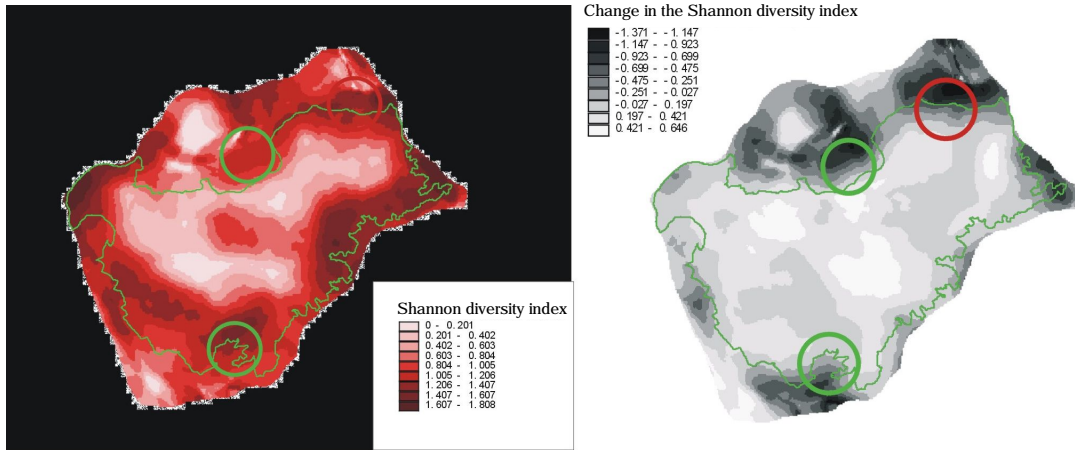 Change in the Shannon diversity index
-1.371 - -1.147
-1.147 - -0.923
-0.923 - -0.699
-0.699 - -0.475
-0.475 - -0.251
-0.251 - -0.027
-0.027 - 0.197
0.197 - 0.421
0.421 - 0.646
Shannon diversity index
0 - 0.201
0.201 - 0.402
0.402 - 0.603
0.603 - 0.804
0.804 - 1.005
1.005 - 1.206
1.206 - 1.407
1.407 - 1.607
1.607 - 1.808